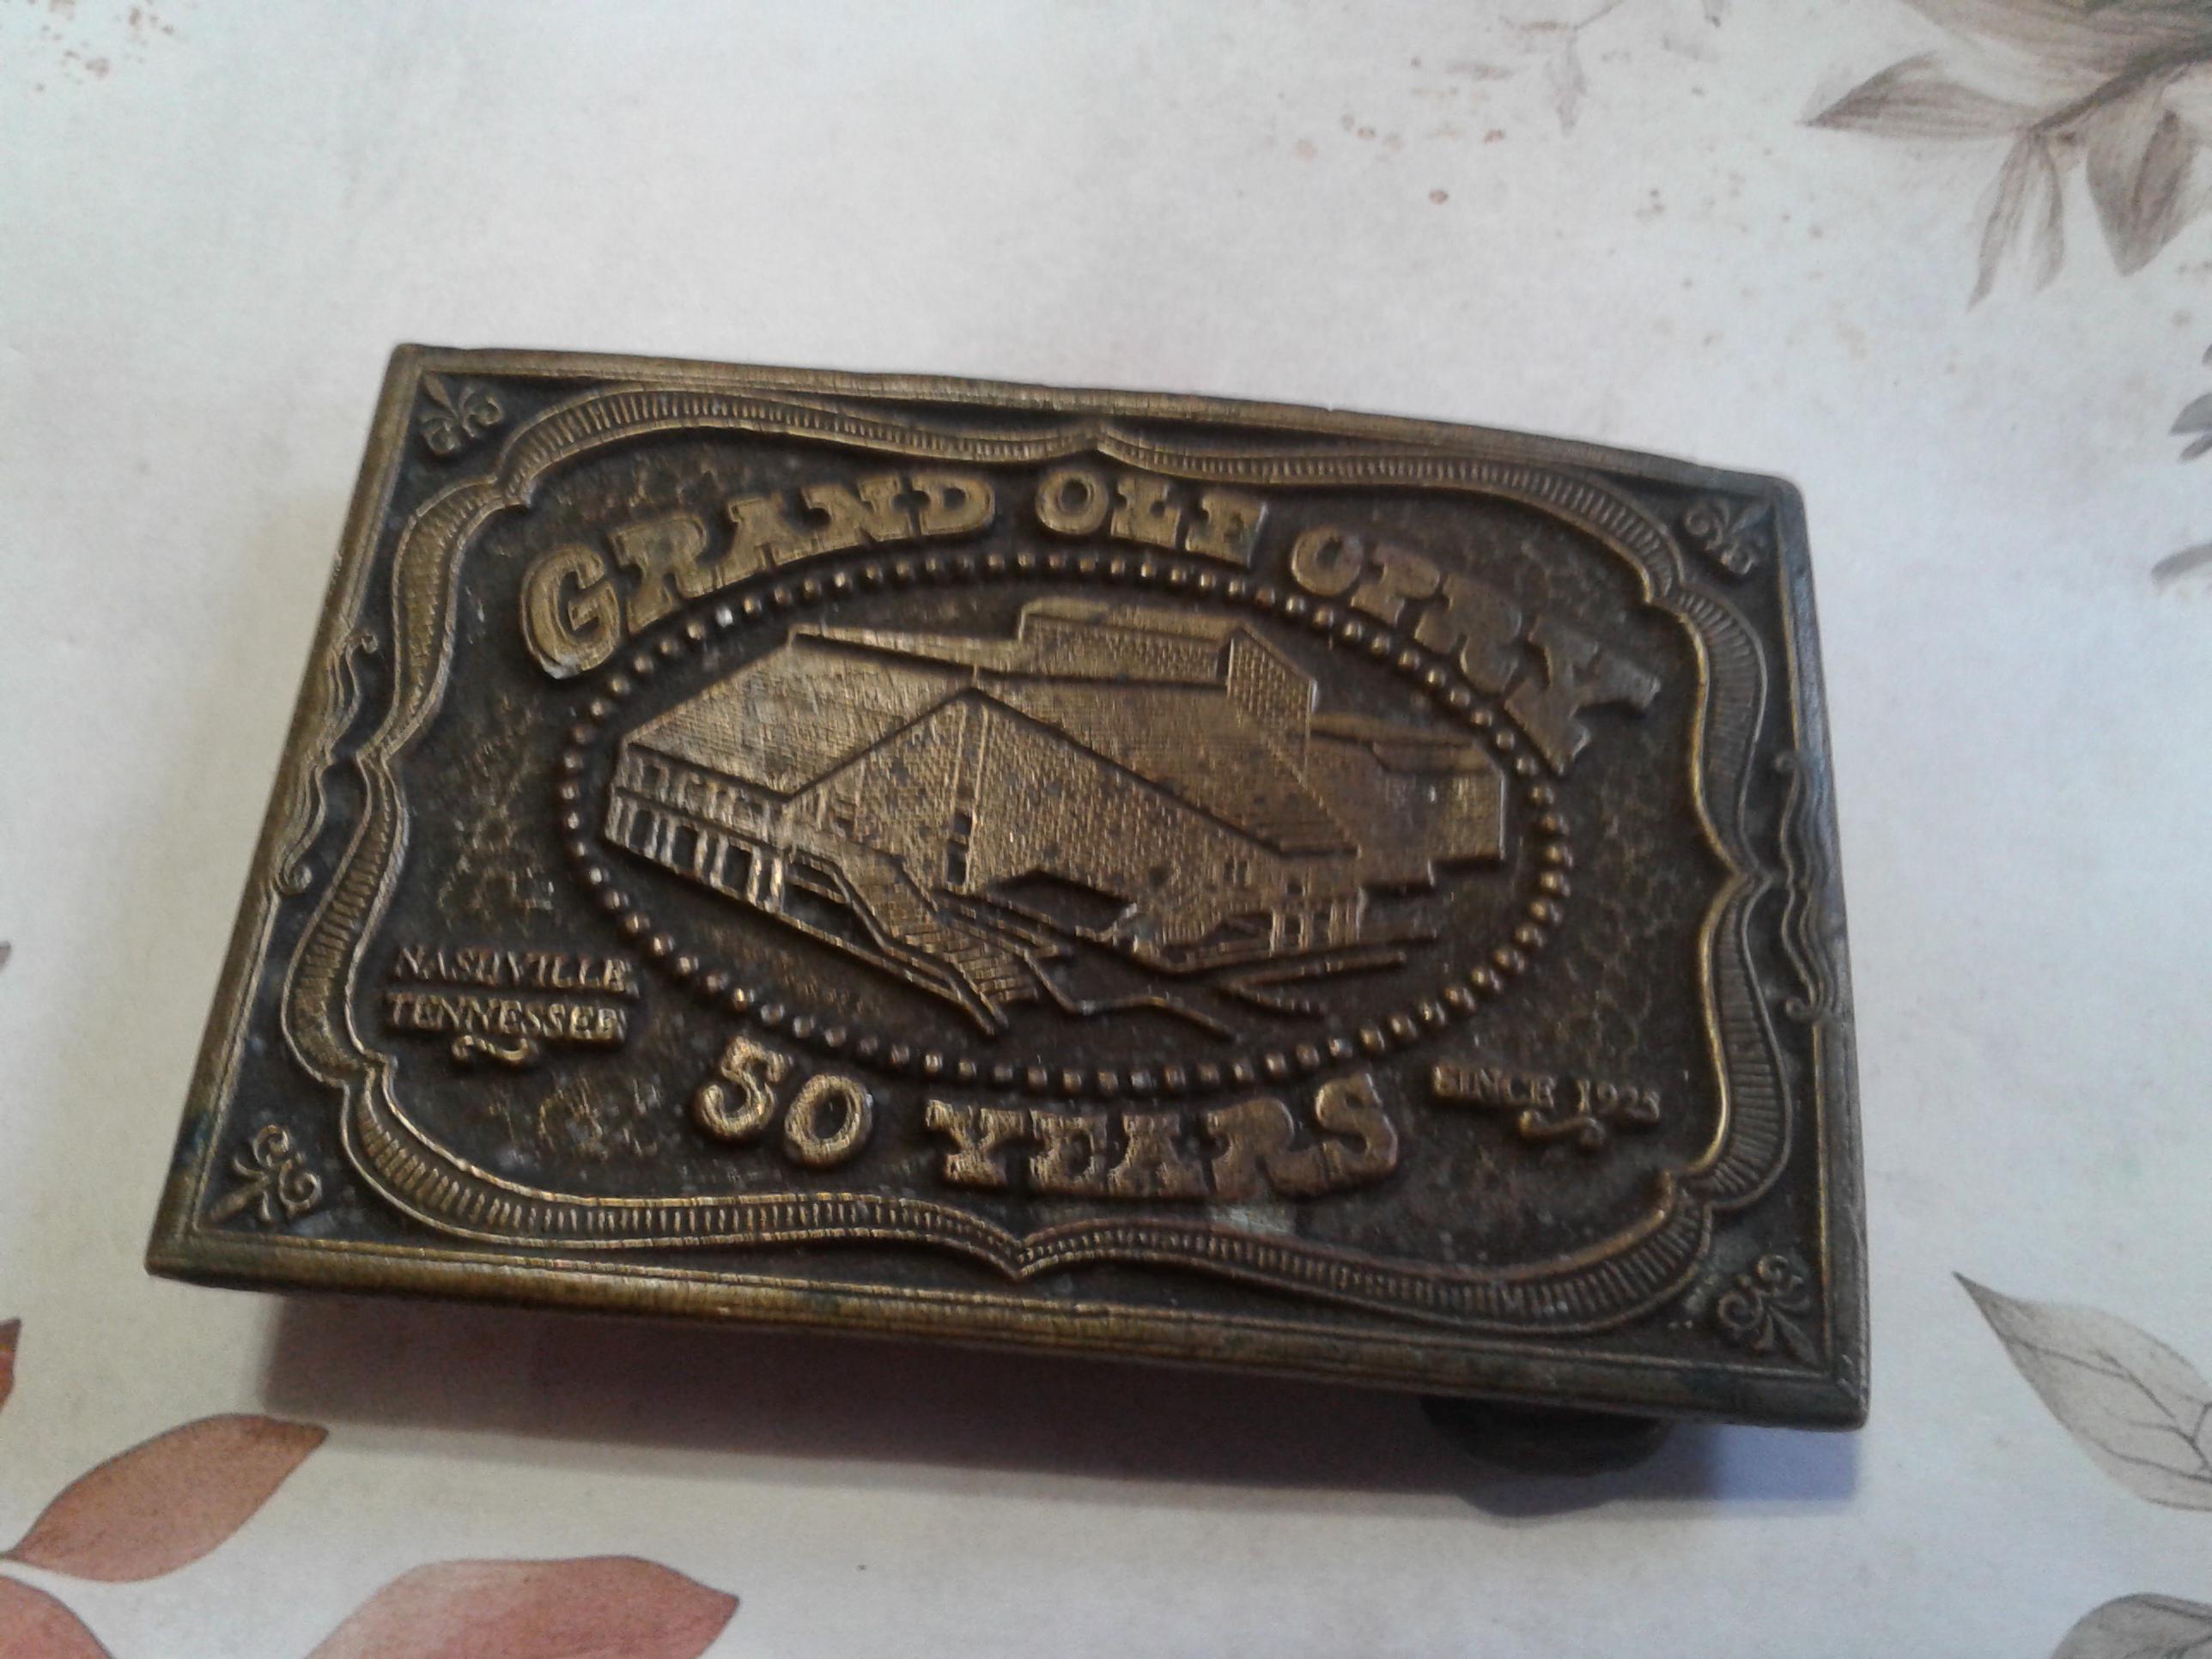 GRAND OLE OPRY
NASHVILLE
TENNESSEE
50 YEARS
SINCE 1925